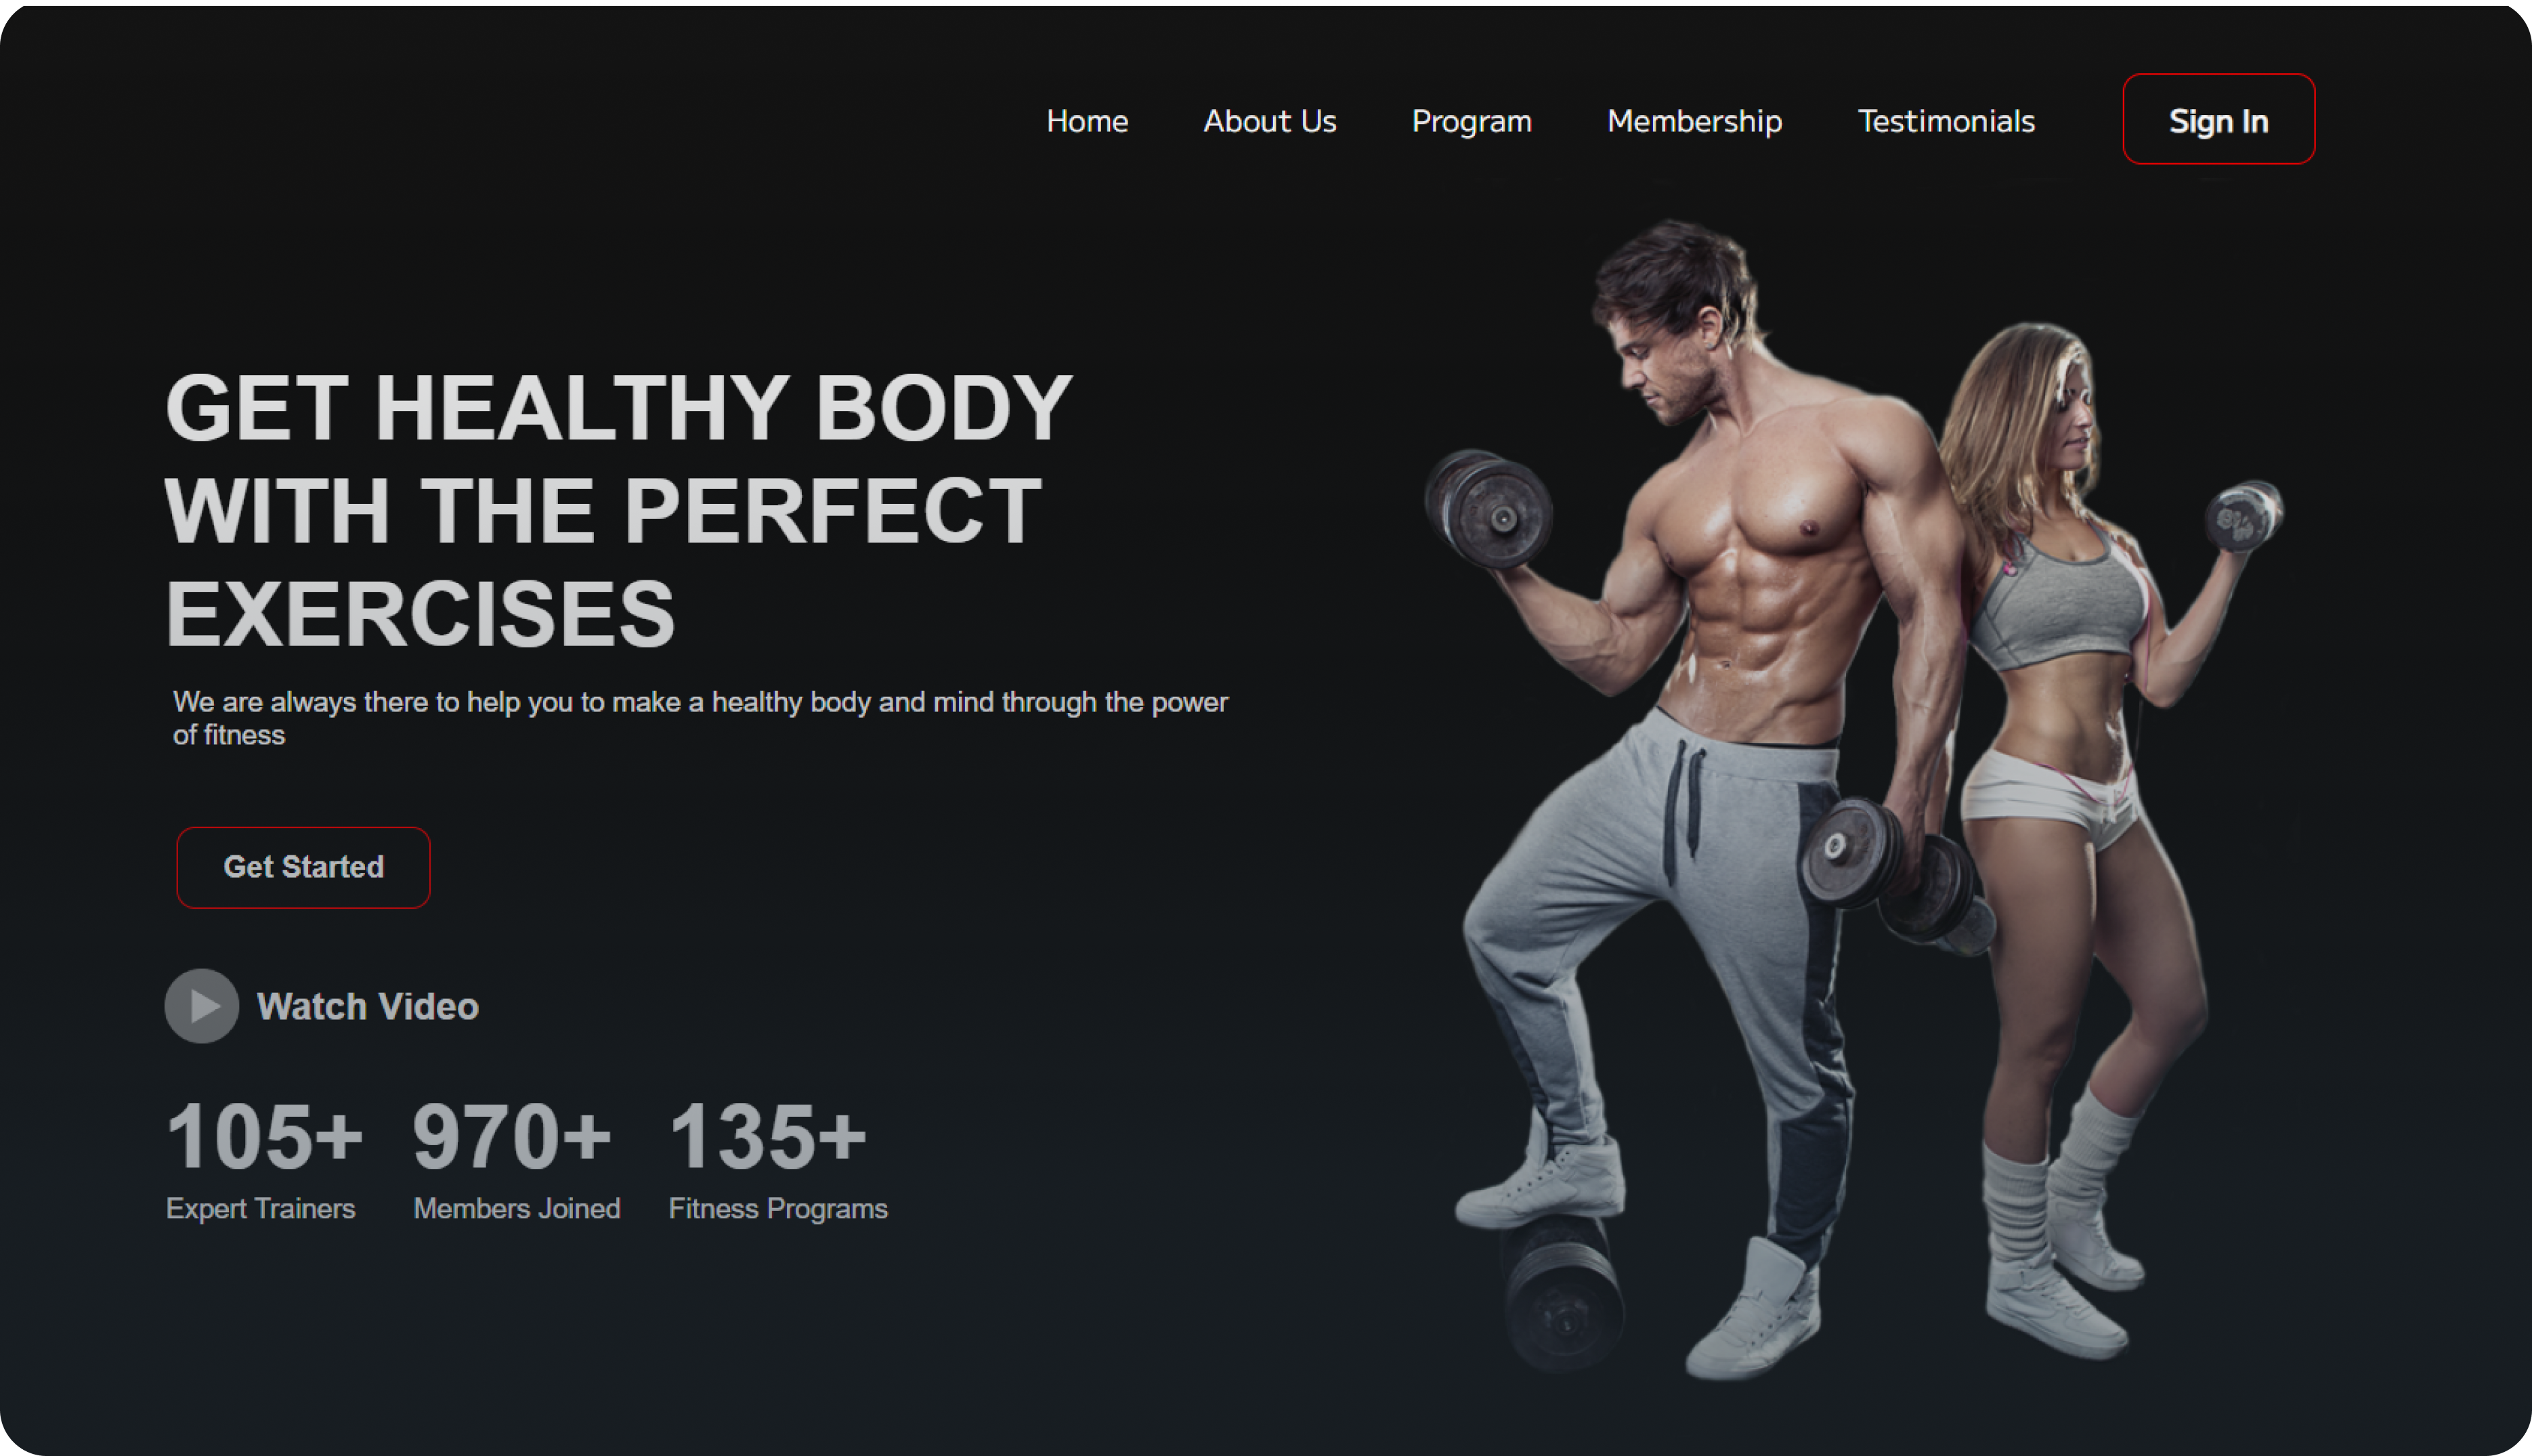 Home About Us Program Membership Testimonials Sign In
GET HEALTHY BODY
WITH THE PERFECT
EXERCISES
We are always there to help you to make a healthy body and mind through the power
of fitness
Get Started
Watch Video
105+ 970+ 135+
Expert Trainers Members Joined Fitness Programs